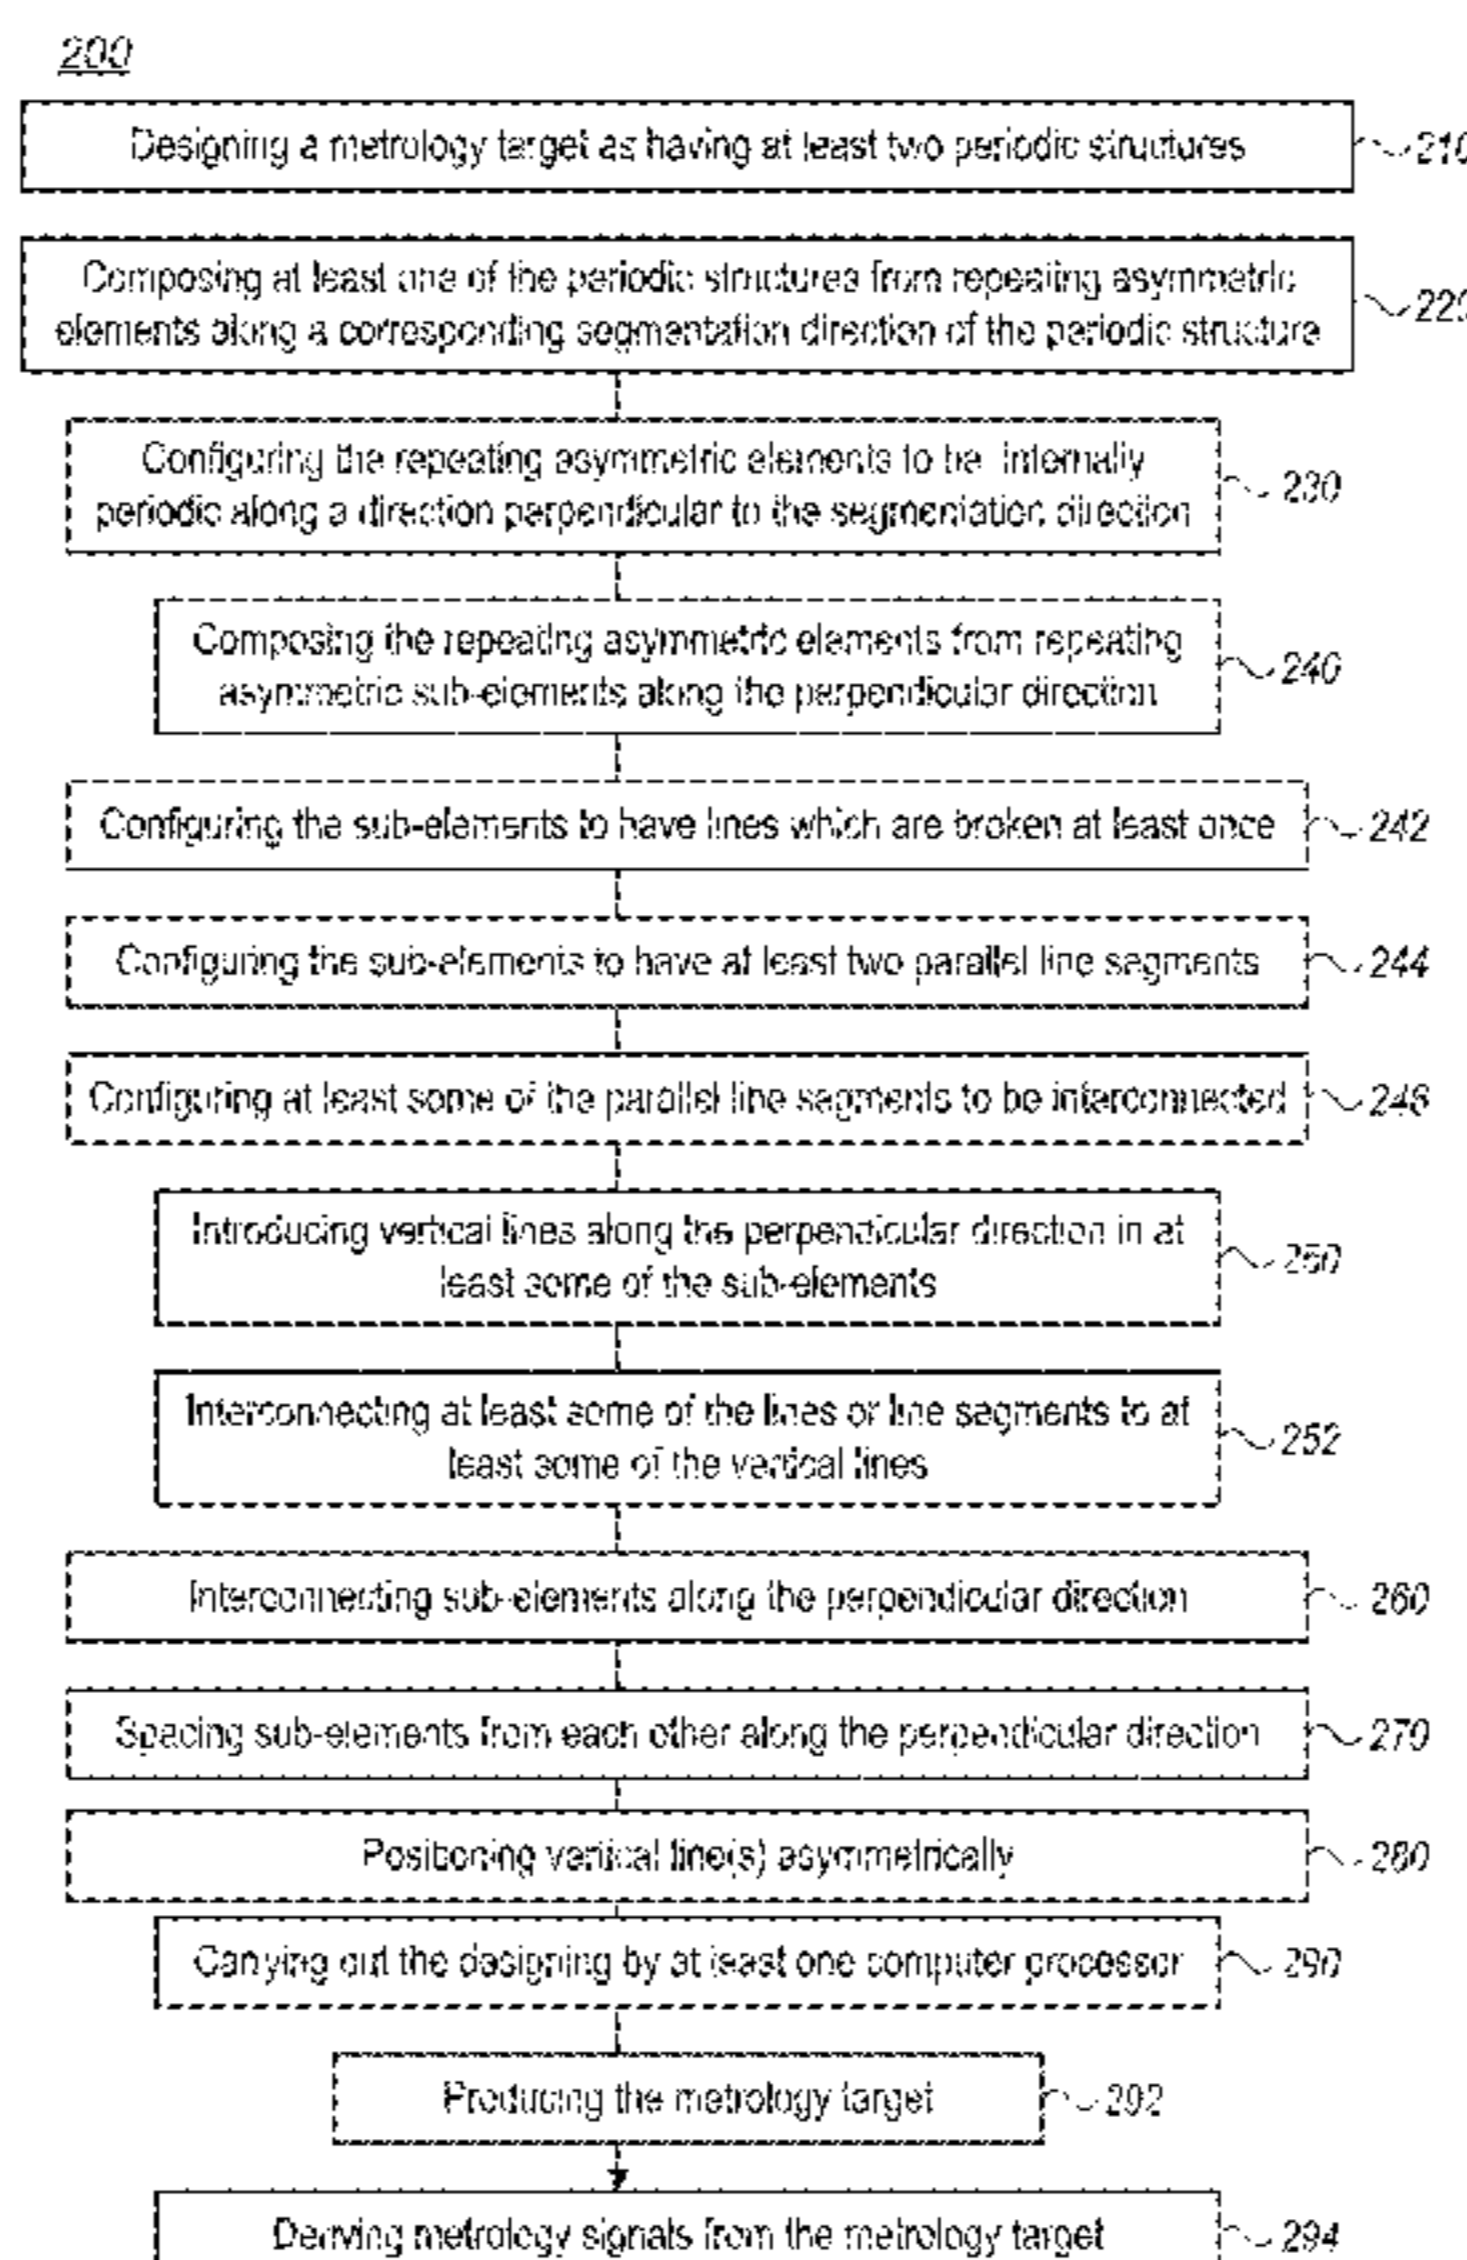 200
Designing a metrology target as having at least two periodic structures
210
Composing at least one of the periodic structures from repeating asymmetric
elements along a corresponding segmentation direction of the periodic structure
220
Configuring the repeating asymmetric elements to be internally
periodic along a direction perpendicular to the segmentation direction
230
Composing the repeating asymmetric elements from repeating
asymmetric sub-elements along the perpendicular direction
240
Configuring the sub-elements to have lines which are broken at least once
242
Configuring the sub-elements to have at least two parallel line segments
244
Configuring at least some of the parallel line segments to be interconnected
246
Introducing vertical lines along the perpendicular direction in at
least some of the sub-elements
250
Interconnecting at least some of the lines or line segments to at
least some of the vertical lines
252
Interconnecting sub-elements along the perpendicular direction
260
Spacing sub-elements from each other along the perpendicular direction
270
Positioning vertical line(s) asymmetrically
280
Carrying out the designing by at least one computer processor
290
Producing the metrology target
292
Deriving metrology signals from the metrology target
294